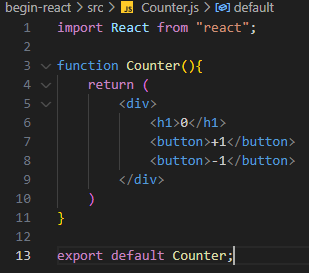 begin-react > src > JS Counter.js > default
1 import React from "react";
2
3 function Counter(){
4 return (
5 <div>
6 <h1>0</h1>
7 <button>+1</button>
8 <button>-1</button>
9 </div>
10 )
11 }
12
13 export default Counter;